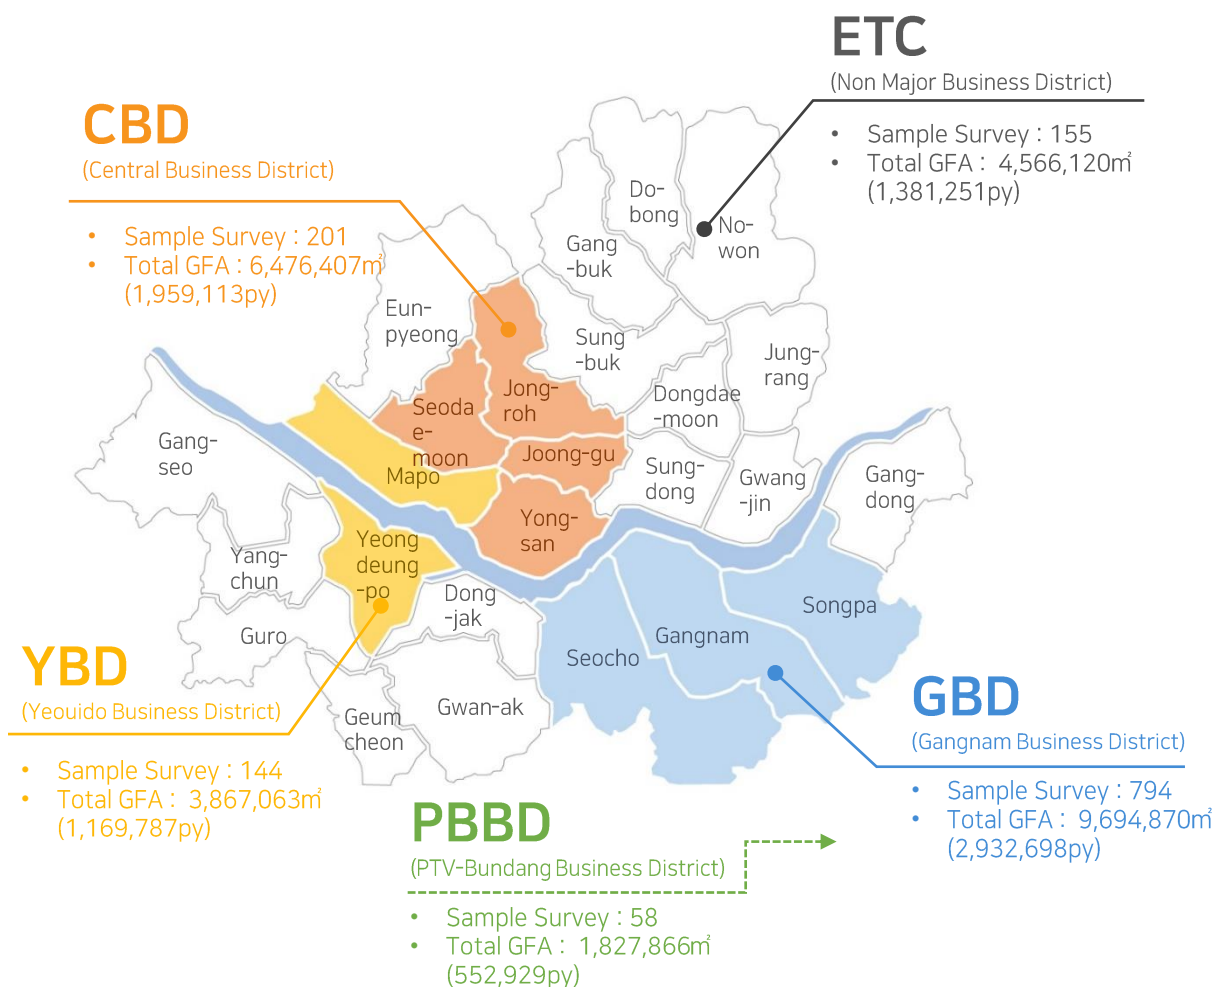 ETC
(Non Major Business District)
• Sample Survey : 155
• Total GFA : 4,566,120㎡
(1,381,251py)
CBD
(Central Business District)
• Sample Survey : 201
• Total GFA : 6,476,407㎡
(1,959,113py)
Do-
bong
No-
won
Gang
-buk
Eun-
pyeong
Sung
-buk
Jung-
rang
Jong-
roh
Dongdae
-moon
Seoda
e-
moon
Gang-
seo
Mapo
Joong-gu
Sung-
dong
Gwang
-jin
Gang-
dong
Yong-
san
Yeong
deung
-po
Yang-
chun
Dong
-jak
Songpa
Guro
Gangnam
Seocho
Gwan-ak
Geum
cheon
YBD
(Yeouido Business District)
• Sample Survey : 144
• Total GFA : 3,867,063㎡
(1,169,787py)
GBD
(Gangnam Business District)
• Sample Survey : 794
• Total GFA : 9,694,870㎡
(2,932,698py)
PBBD
(PTV-Bundang Business District)
• Sample Survey : 58
• Total GFA : 1,827,866㎡
(552,929py)